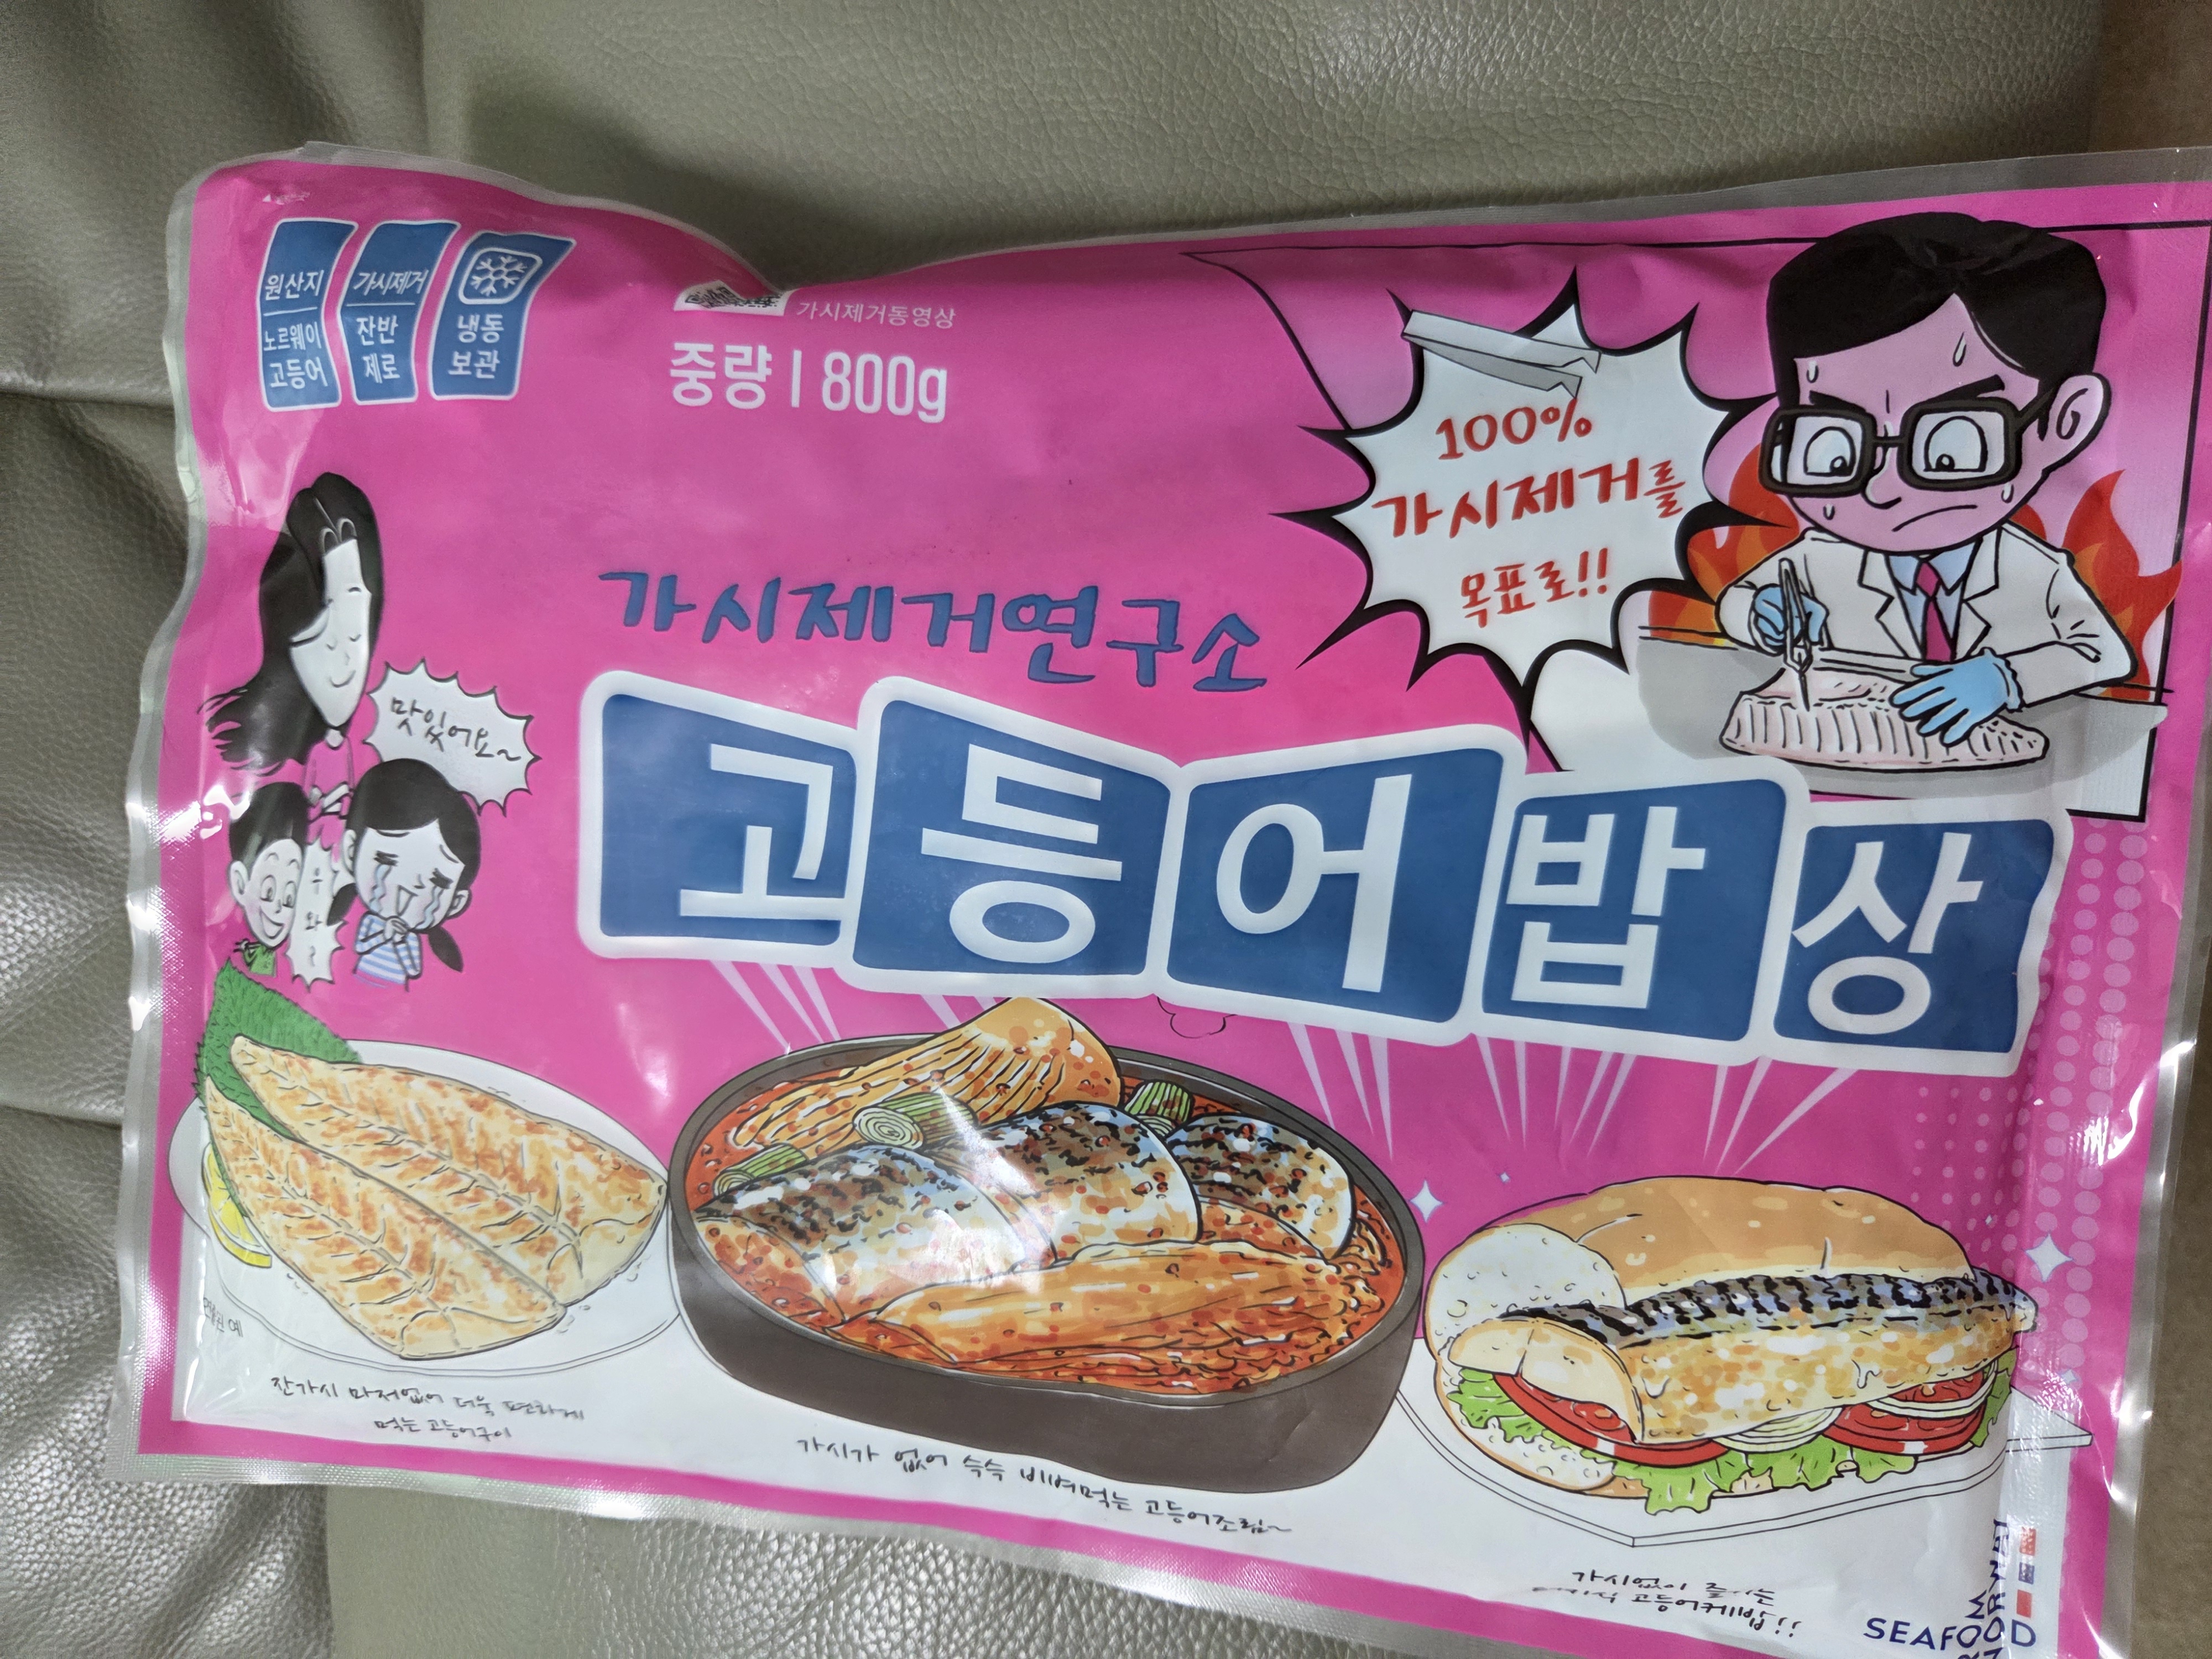 원산지
노르웨이
고등어
가시제거
잔반
제로
냉동
보관
가시제거동영상
중량 | 800g
100%
가시제거를
목표로!!
가시제거연구소
고등어밥상
맛있어요~
잔가시 마저없어 더욱 편하게
먹는 고등어구이
가시가 없어 슥슥 비벼먹는 고등어조림~
가시없이
고등어케밥!!
SEAFOOD
FROM
NORWAY